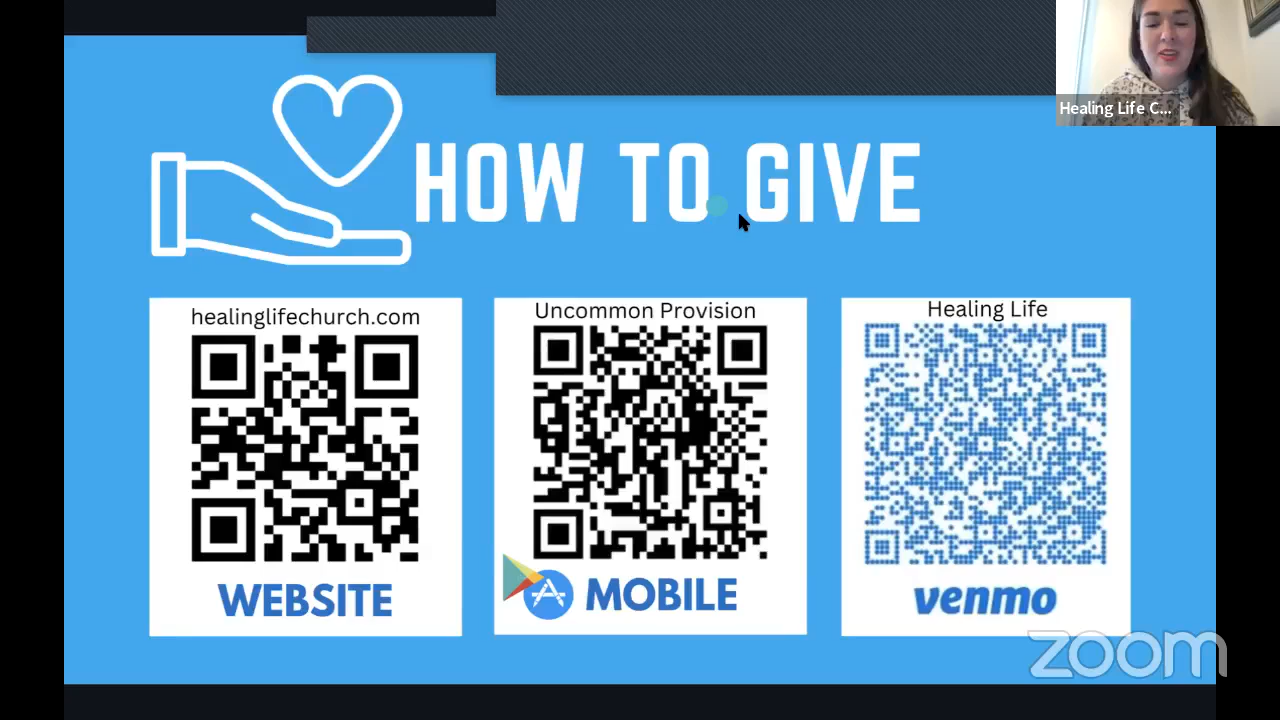 Healing Life C...
HOW TO GIVE
healinglifechurch.com
Uncommon Provision
Healing Life
WEBSITE
MOBILE
venmo
zoom